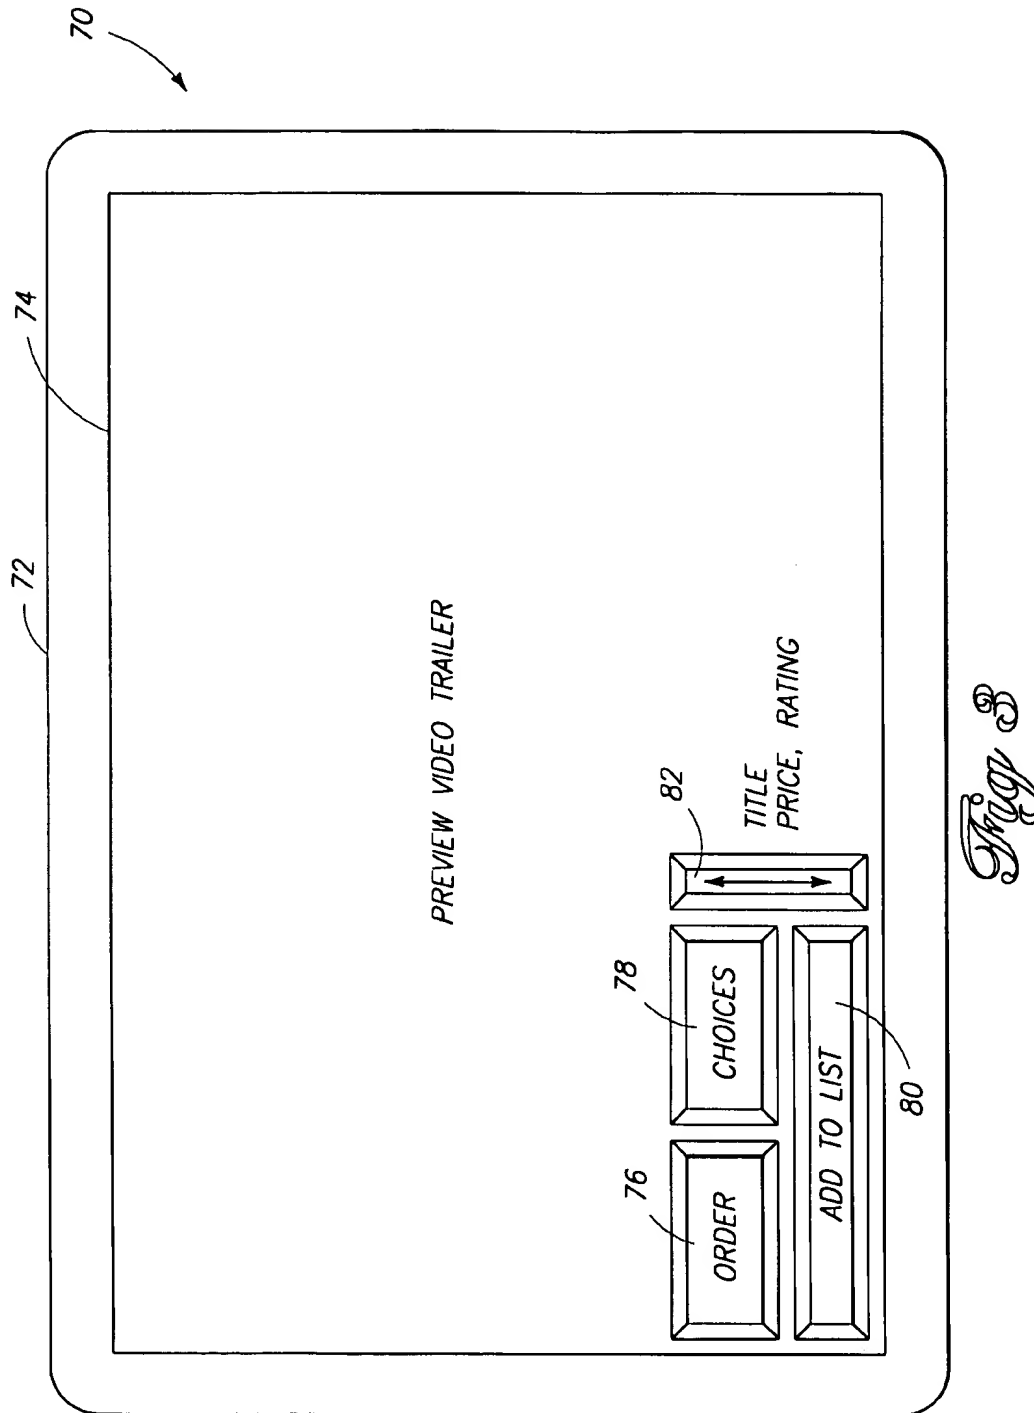 70
72
74
PREVIEW VIDEO TRAILER
76
78
82
ORDER
CHOICES
TITLE
PRICE, RATING
ADD TO LIST
80
Fig 3